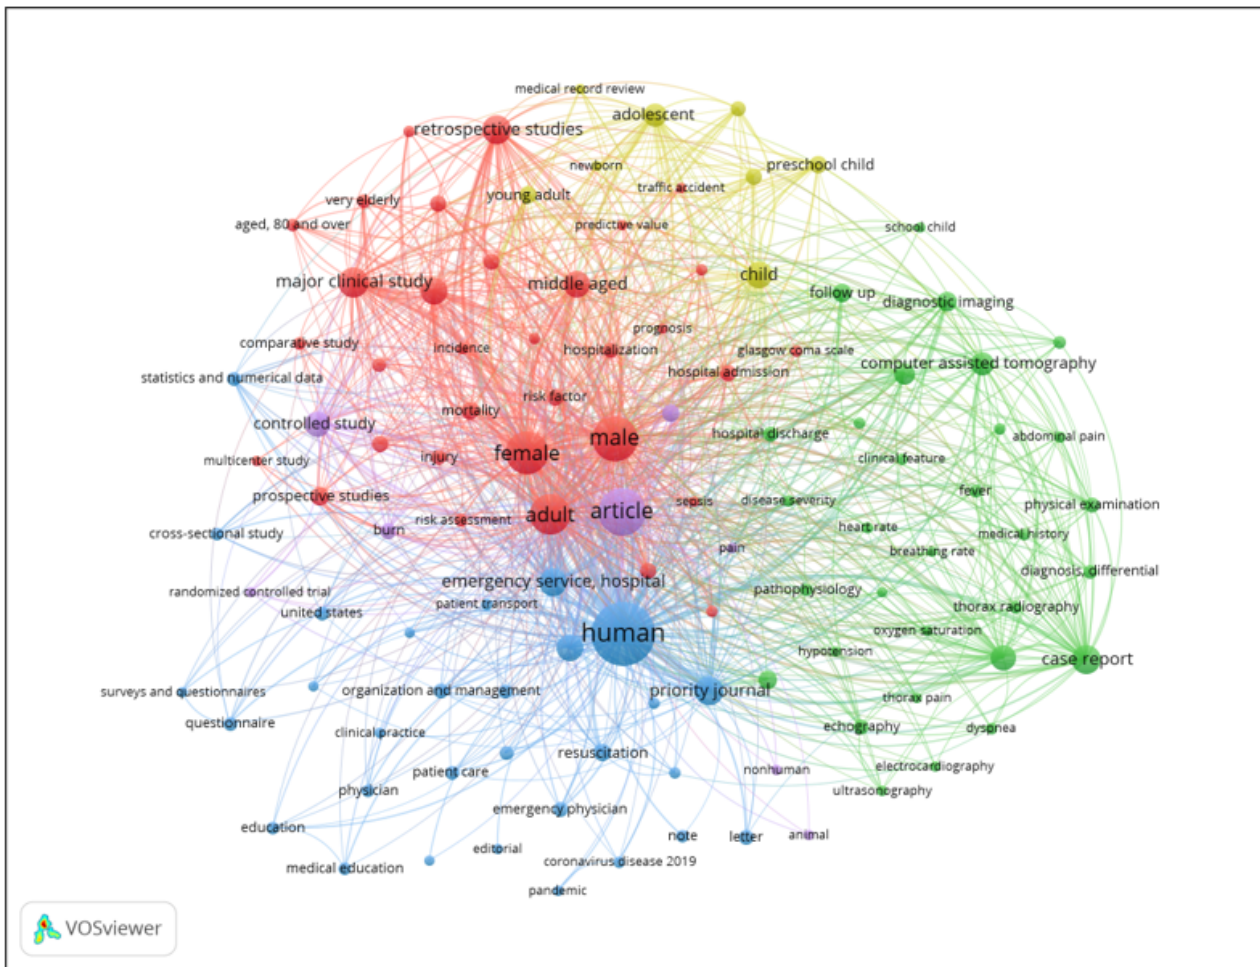 medical record review
adolescent
retrospective studies
newborn
preschool child
traffic accident
young adult
very elderly
aged, 80 and over
predictive value
school child
child
major clinical study
middle aged
follow up
diagnostic imaging
prognosis
comparative study
incidence
hospitalization
glasgow coma scale
computer assisted tomography
hospital admission
statistics and numerical data
risk factor
mortality
controlled study
male
hospital discharge
abdominal pain
female
injury
multicenter study
clinical feature
fever
prospective studies
sepsis
disease severity
physical examination
article
adult
risk assessment
burn
heart rate
cross-sectional study
medical history
pain
breathing rate
diagnosis, differential
emergency service, hospital
randomized controlled trial
pathophysiology
patient transport
united states
thorax radiography
human
oxygen saturation
hypotension
case report
surveys and questionnaires
organization and management
priority journal
thorax pain
questionnaire
echography
dyspnea
clinical practice
resuscitation
patient care
nonhuman
electrocardiography
physician
ultrasonography
emergency physician
education
note
letter
animal
editorial
coronavirus disease 2019
medical education
pandemic
VOSviewer